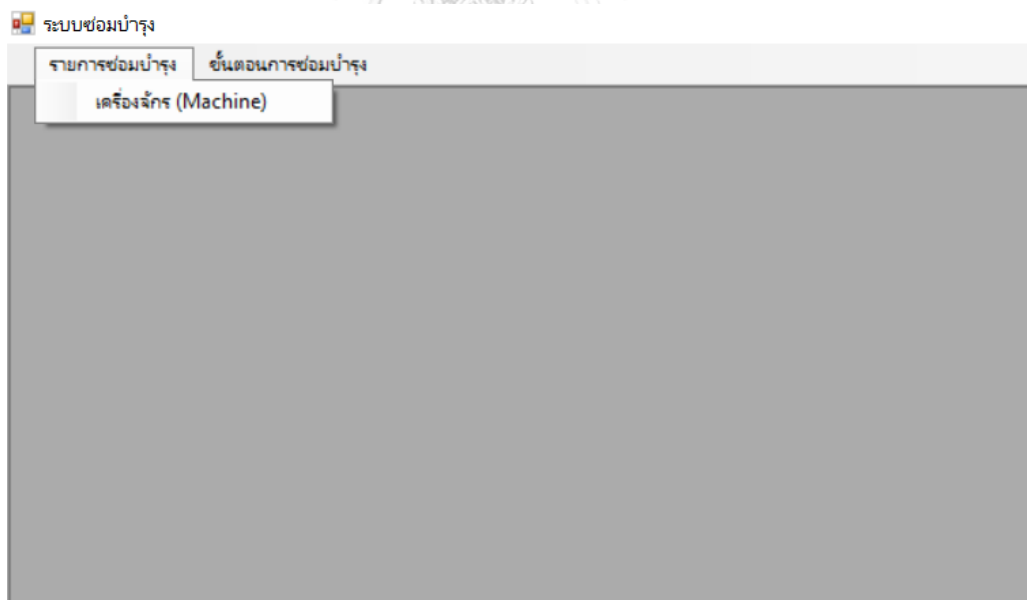 ระบบซ่อมบำรุง
รายการซ่อมบำรุง ขั้นตอนการซ่อมบำรุง
เครื่องจักร (Machine)